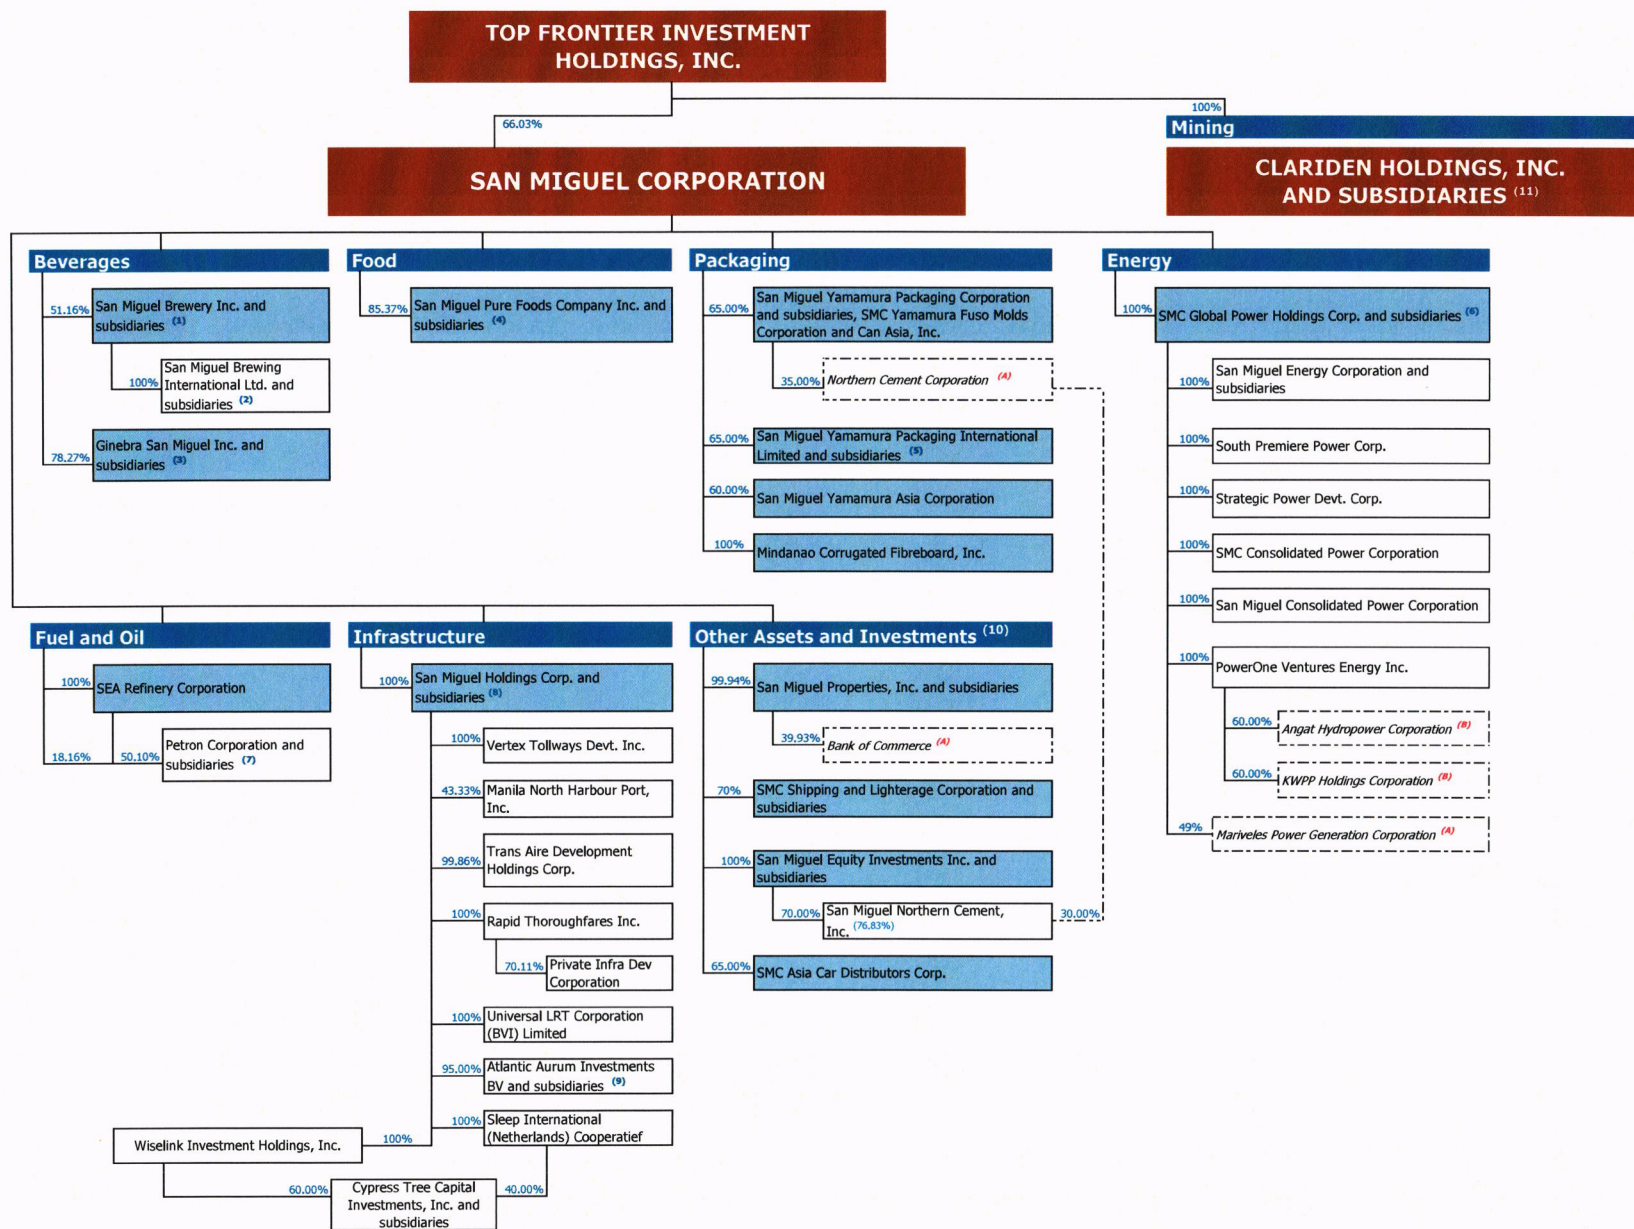 TOP FRONTIER INVESTMENT
HOLDINGS, INC.
66.03%
100%
Mining
SAN MIGUEL CORPORATION
CLARIDEN HOLDINGS, INC.
AND SUBSIDIARIES (11)
Beverages
51.16%
San Miguel Brewery Inc. and
subsidiaries (1)
100%
San Miguel Brewing
International Ltd. and
subsidiaries (2)
78.27%
Ginebra San Miguel Inc. and
subsidiaries (3)
Food
85.37%
San Miguel Pure Foods Company Inc. and
subsidiaries (4)
Packaging
65.00%
San Miguel Yamamura Packaging Corporation
and subsidiaries, SMC Yamamura Fuso Molds
Corporation and Can Asia, Inc.
35.00%
Northern Cement Corporation (A)
65.00%
San Miguel Yamamura Packaging International
Limited and subsidiaries (5)
60.00%
San Miguel Yamamura Asia Corporation
100%
Mindanao Corrugated Fibreboard, Inc.
Energy
100%
SMC Global Power Holdings Corp. and subsidiaries (6)
100%
San Miguel Energy Corporation and
subsidiaries
100%
South Premiere Power Corp.
100%
Strategic Power Devt. Corp.
100%
SMC Consolidated Power Corporation
100%
San Miguel Consolidated Power Corporation
100%
PowerOne Ventures Energy Inc.
60.00%
Angat Hydropower Corporation (B)
60.00%
KWPP Holdings Corporation (B)
49%
Mariveles Power Generation Corporation (A)
Fuel and Oil
100%
SEA Refinery Corporation
18.16%
50.10%
Petron Corporation and
subsidiaries (7)
Infrastructure
100%
San Miguel Holdings Corp. and
subsidiaries (8)
100%
Vertex Tollways Devt. Inc.
43.33%
Manila North Harbour Port,
Inc.
99.86%
Trans Aire Development
Holdings Corp.
100%
Rapid Thoroughfares Inc.
70.11%
Private Infra Dev
Corporation
100%
Universal LRT Corporation
(BVI) Limited
95.00%
Atlantic Aurum Investments
BV and subsidiaries (9)
100%
Sleep International
(Netherlands) Cooperatief
Wiselink Investment Holdings, Inc.
100%
60.00%
Cypress Tree Capital
Investments, Inc. and
subsidiaries
40.00%
Other Assets and Investments (10)
99.94%
San Miguel Properties, Inc. and subsidiaries
39.93%
Bank of Commerce (A)
70%
SMC Shipping and Lighterage Corporation and
subsidiaries
100%
San Miguel Equity Investments Inc. and
subsidiaries
70.00%
San Miguel Northern Cement,
Inc. (76.83%)
30.00%
65.00%
SMC Asia Car Distributors Corp.